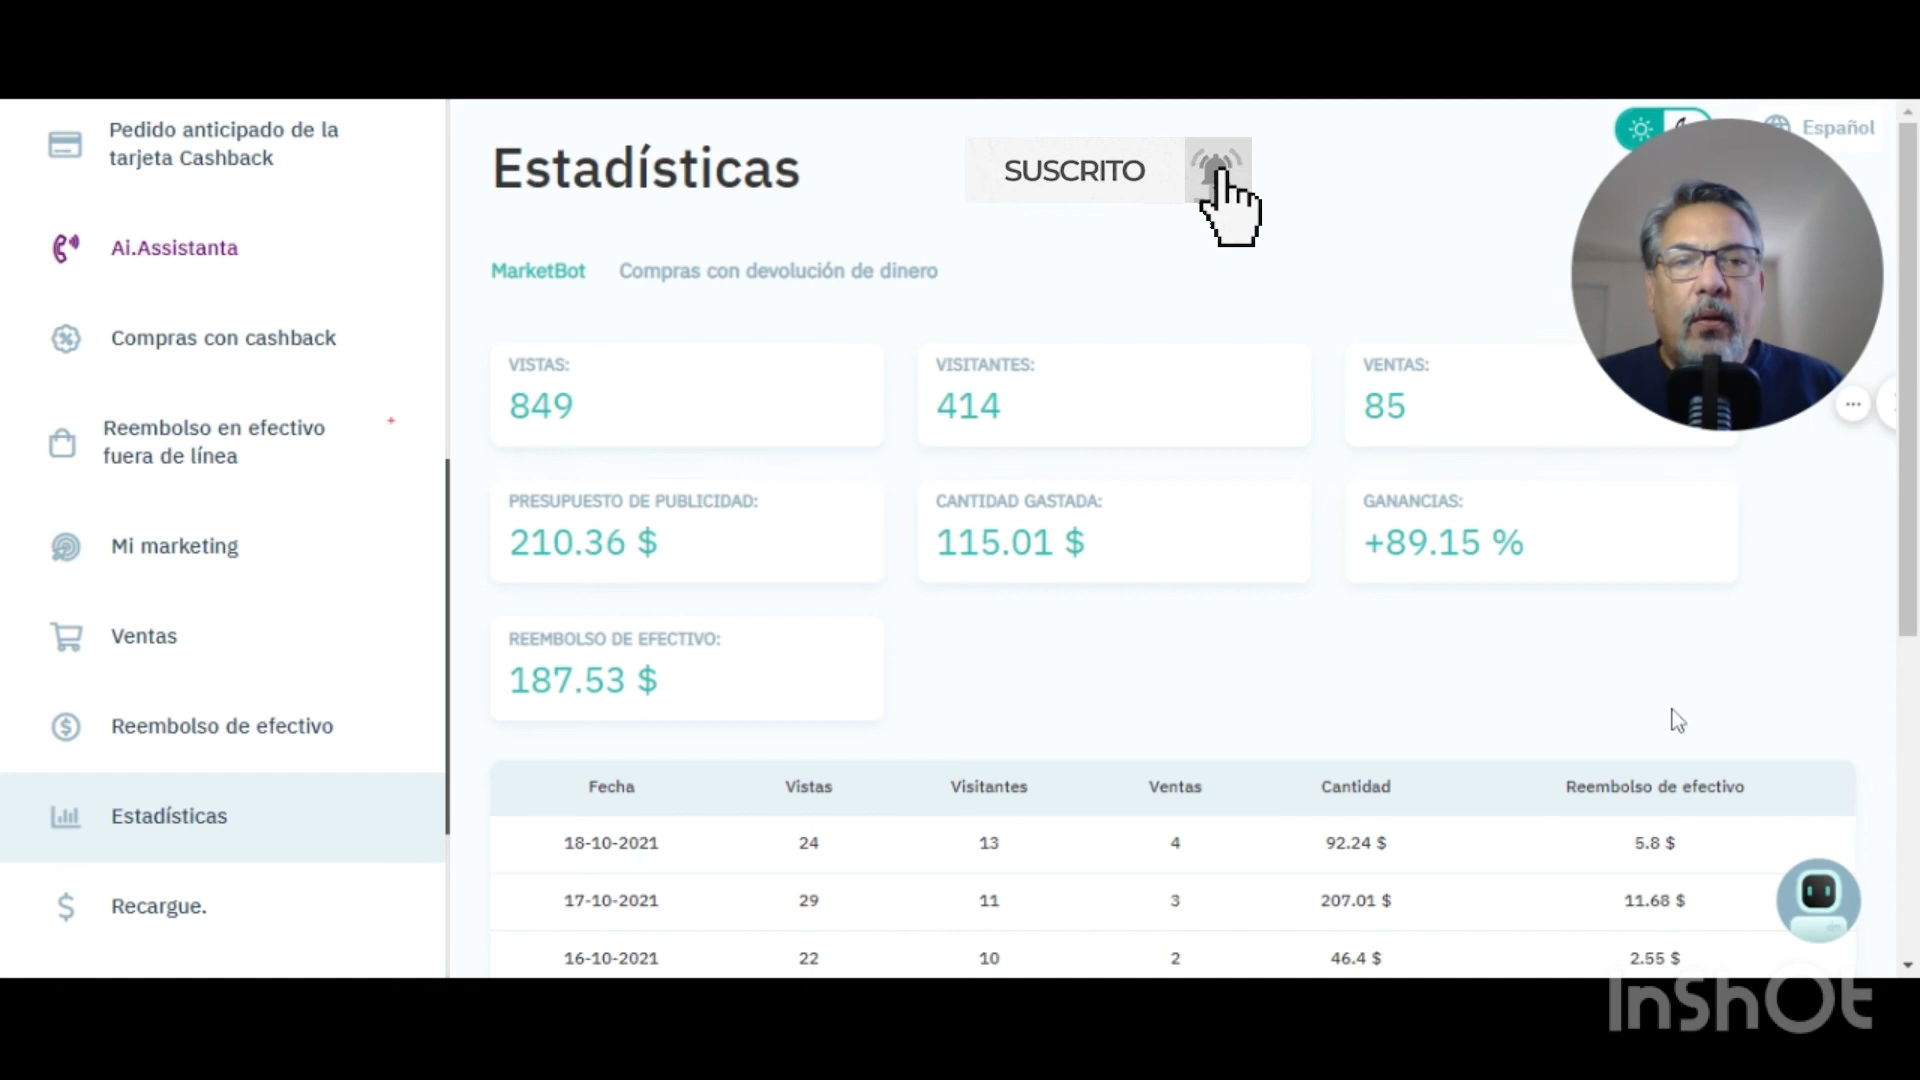 Pedido anticipado de la
tarjeta Cashback
Ai.Assistanta
Compras con cashback
Reembolso en efectivo
fuera de línea
+
Mi marketing
Ventas
Reembolso de efectivo
Estadísticas
Recargue.
Estadísticas
SUSCRITO
Español
MarketBot Compras con devolución de dinero
VISTAS: VISITANTES: VENTAS:
849 414 85
PRESUPUESTO DE PUBLICIDAD: CANTIDAD GASTADA: GANANCIAS:
210.36 $ 115.01 $ +89.15 %
REEMBOLSO DE EFECTIVO:
187.53 $
Fecha Vistas Visitantes Ventas Cantidad Reembolso de efectivo
18-10-2021 24 13 4 92.24 $ 5.8 $
17-10-2021 29 11 3 207.01 $ 11.68 $
16-10-2021 22 10 2 46.4 $ 2.55 $
InShOt